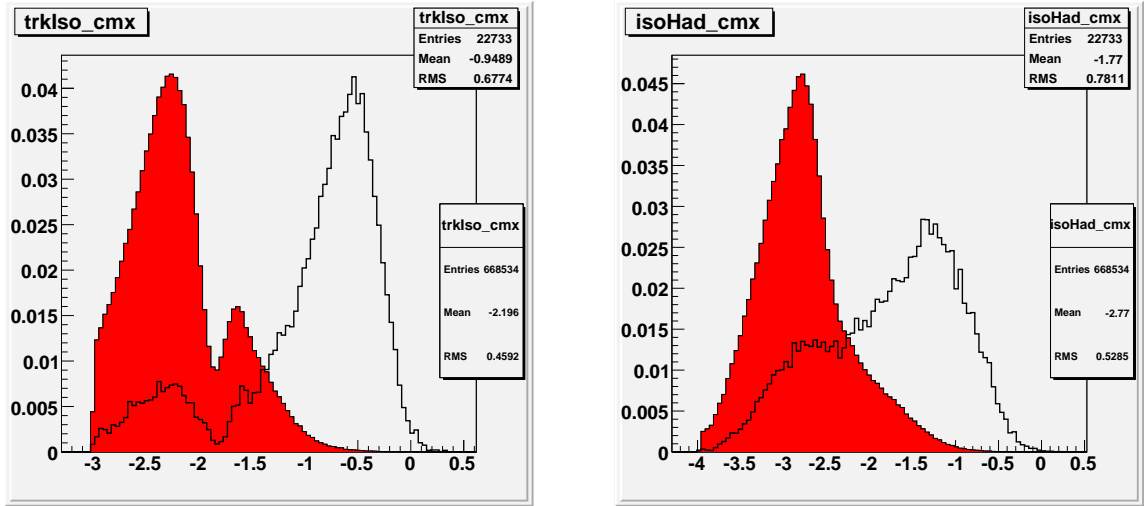 trkIso_cmx
trkIso_cmx
Entries 22733
Mean -0.9489
RMS 0.6774
0.04
0.035
0.03
0.025
0.02
0.015
0.01
0.005
0
trkIso_cmx
Entries 668534
Mean -2.196
RMS 0.4592
-3 -2.5 -2 -1.5 -1 -0.5 0 0.5
isoHad_cmx
isoHad_cmx
Entries 22733
Mean -1.77
RMS 0.7811
0.045
0.04
0.035
0.03
0.025
0.02
0.015
0.01
0.005
0
isoHad_cmx
Entries 668534
Mean -2.77
RMS 0.5285
-4 -3.5 -3 -2.5 -2 -1.5 -1 -0.5 0 0.5